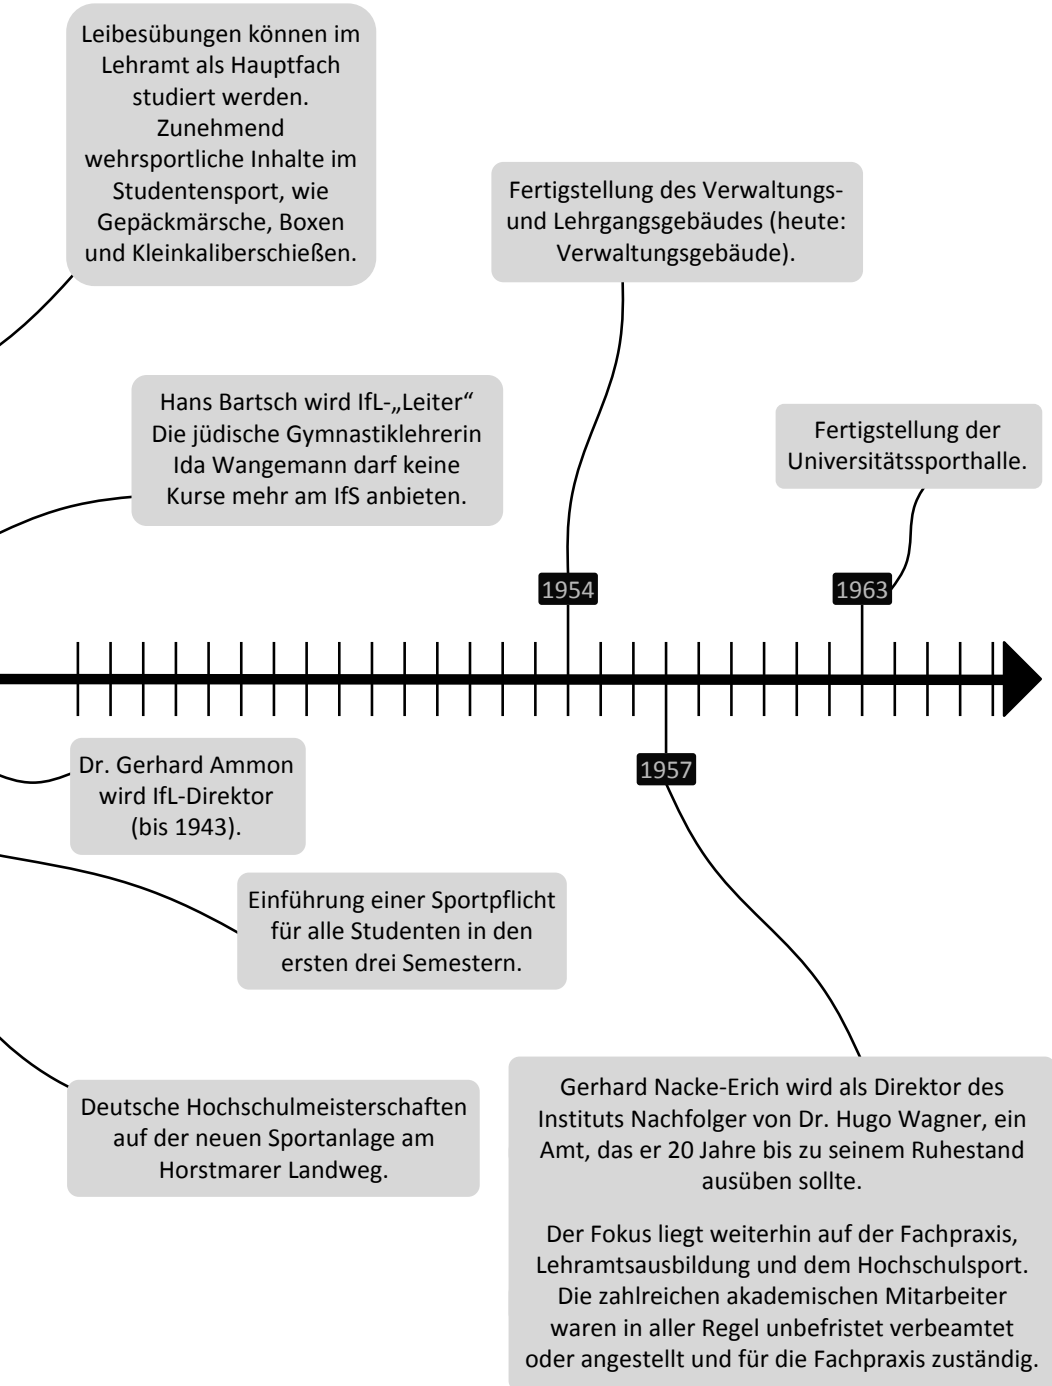 Leibesübungen können im
Lehramt als Hauptfach
studiert werden.
Zunehmend
wehrsportliche Inhalte im
Studentensport, wie
Gepäckmärsche, Boxen
und Kleinkaliberschießen.
Fertigstellung des Verwaltungs-
und Lehrgangsgebäudes (heute:
Verwaltungsgebäude).
Hans Bartsch wird IfL-„Leiter“
Die jüdische Gymnastiklehrerin
Ida Wangemann darf keine
Kurse mehr am IfS anbieten.
Fertigstellung der
Universitätssporthalle.
1954
1963
1957
Dr. Gerhard Ammon
wird IfL-Direktor
(bis 1943).
Einführung einer Sportpflicht
für alle Studenten in den
ersten drei Semestern.
Deutsche Hochschulmeisterschaften
auf der neuen Sportanlage am
Horstmarer Landweg.
Gerhard Nacke-Erich wird als Direktor des
Instituts Nachfolger von Dr. Hugo Wagner, ein
Amt, das er 20 Jahre bis zu seinem Ruhestand
ausüben sollte.
Der Fokus liegt weiterhin auf der Fachpraxis,
Lehramtsausbildung und dem Hochschulsport.
Die zahlreichen akademischen Mitarbeiter
waren in aller Regel unbefristet verbeamtet
oder angestellt und für die Fachpraxis zuständig.